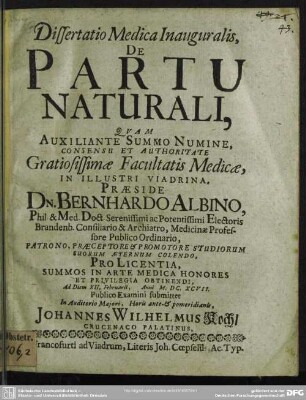 43.
Dissertatio Medica Inauguralis,
DE
PARTU
NATURALI,
QUAM
AUXILIANTE SUMMO NUMINE,
CONSENSU ET AUTHORITATE
Gratiosissimæ Facultatis Medicæ,
IN ILLUSTRI VIADRINA,
PRÆSIDE
DN. BERNHARDO ALBINO,
Phil. & Med. Doct. Serenissimi ac Potentissimi Electoris
Brandenb. Consiliario & Archiatro, Medicinæ Profes-
sore Publico Ordinario,
PATRONO, PRÆCEPTORE & PROMOTORE STUDIORUM
SUORUM ÆTERNUM COLENDO,
PRO LICENTIA,
SUMMOS IN ARTE MEDICA HONORES
ET PRIVILEGIA OBTINENDI,
Ad Diem XII. Februarii, Anni M. DC. XCVII.
Publico Examini submittet
In Auditorio Majori, Horis ante- & pomeridianis,
JOHANNES WILHELMUS Koch
CRUCENACO PALATINUS.
Francofurti ad Viadrum, Literis Joh. Cœpselii, Ac. Typ.